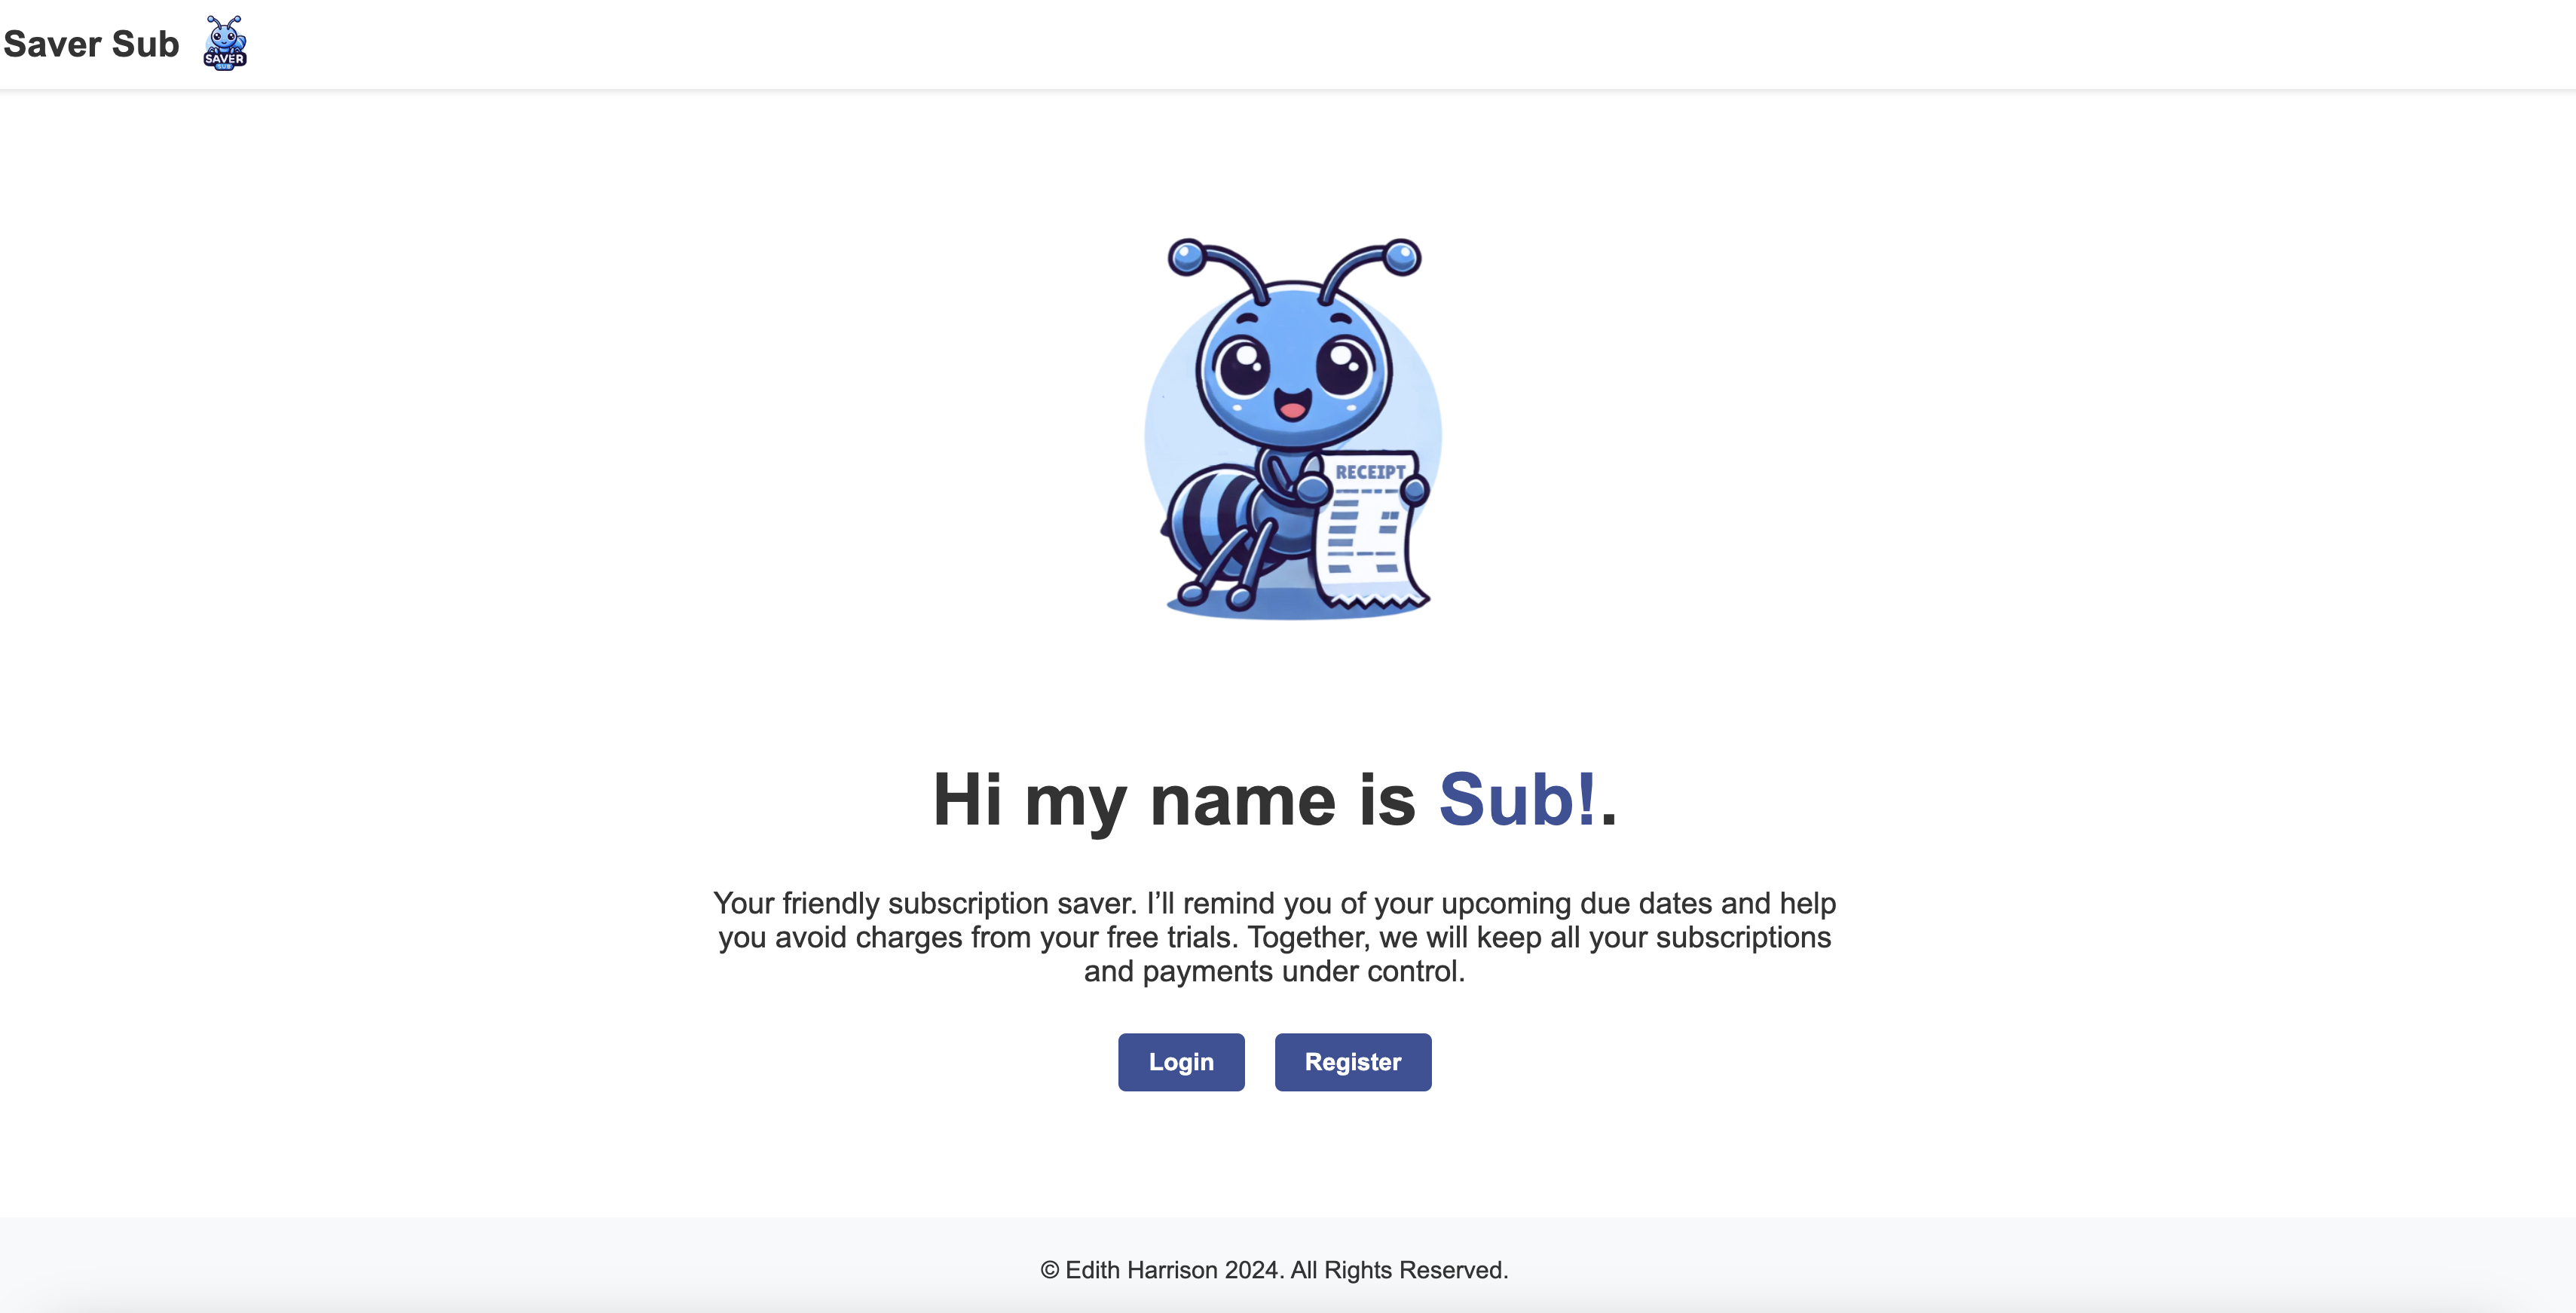 Saver Sub
SAVER
SUB
RECEIPT
Hi my name is Sub!.
Your friendly subscription saver. I’ll remind you of your upcoming due dates and help
you avoid charges from your free trials. Together, we will keep all your subscriptions
and payments under control.
Login
Register
© Edith Harrison 2024. All Rights Reserved.